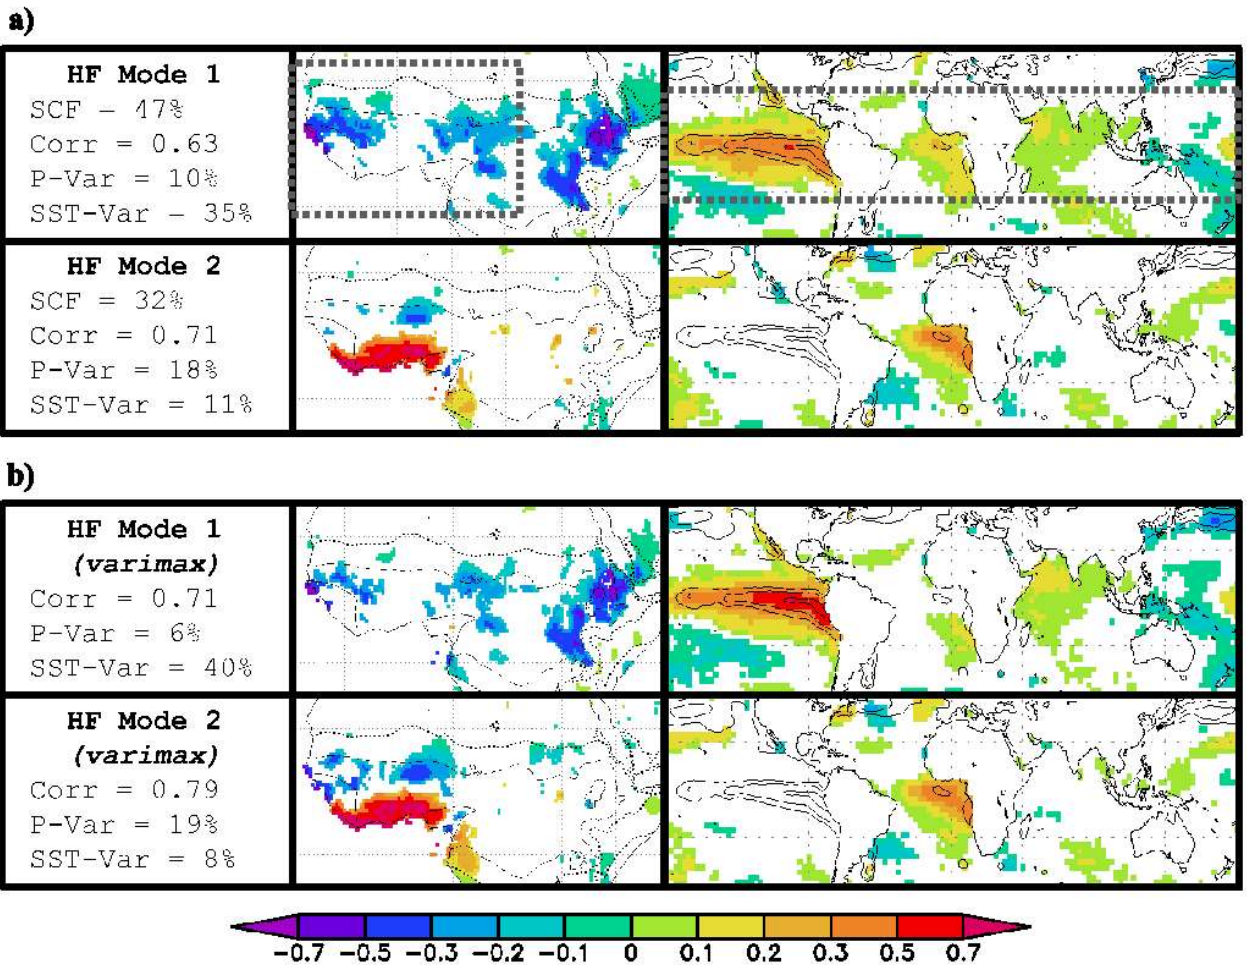 a)
HF Mode 1
SCF – 47%
Corr = 0.63
P-Var = 10%
SST-Var – 35%
HF Mode 2
SCF = 32%
Corr = 0.71
P-Var = 18%
SST-Var = 11%
b)
HF Mode 1
(varimax)
Corr = 0.71
P-Var = 6%
SST-Var = 40%
HF Mode 2
(varimax)
Corr = 0.79
P-Var = 19%
SST-Var = 8%
-0.7 -0.5 -0.3 -0.2 -0.1 0 0.1 0.2 0.3 0.5 0.7